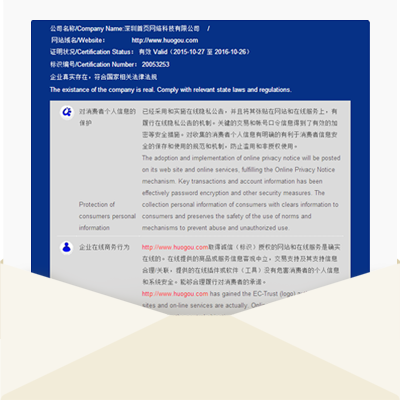 公司名称/Company Name:深圳首页网络科技有限公司 /
网站域名/Website： http://www.huogou.com
证明状况/Certification Status： 有效 Valid（2015-10-27 至 2016-10-26）
标识编号/Certification Number：20053253
企业真实存在，符合国家相关法律法规
The existance of the company is real. Comply with relevant state laws and regulations.
对消费者个人信息的
保护
已经采用和实施在线隐私公告，并且将其张贴在网站和在线服务上，有
履行在线隐私公告的机制。关键的交易和帐号口令信息得到了有效的加
密等安全措施。对收集的消费者个人信息有明确的有利于消费者信息安
全的保存和使用的规范和机制，防止滥用和非授权使用。
The adoption and implementation of online privacy notice will be posted
on its web site and online services, fulfilling the Online Privacy Notice
mechanism. Key transactions and account information has been
effectively password encryption and other security measures. The
Protection of
consumers personal
information
collection personal information of consumers with clears information to
consumers and preserves the safety of the use of norms and
mechanisms to prevent abuse and unauthorized use.
企业在线商务行为
http://www.huogou.com取得诚信（标识）授权的网站和在线服务是确实
在线的。在线提供的商品或服务信息客观中立，交易支持及其支持信息
合理/关联。提供的在线插件或软件（工具）没有危害消费者的个人信息
和系统安全。能够合理履行对消费者的承诺。
http://www.huogou.com has gained the EC-Trust (logo)
sites and on-line services are actually.